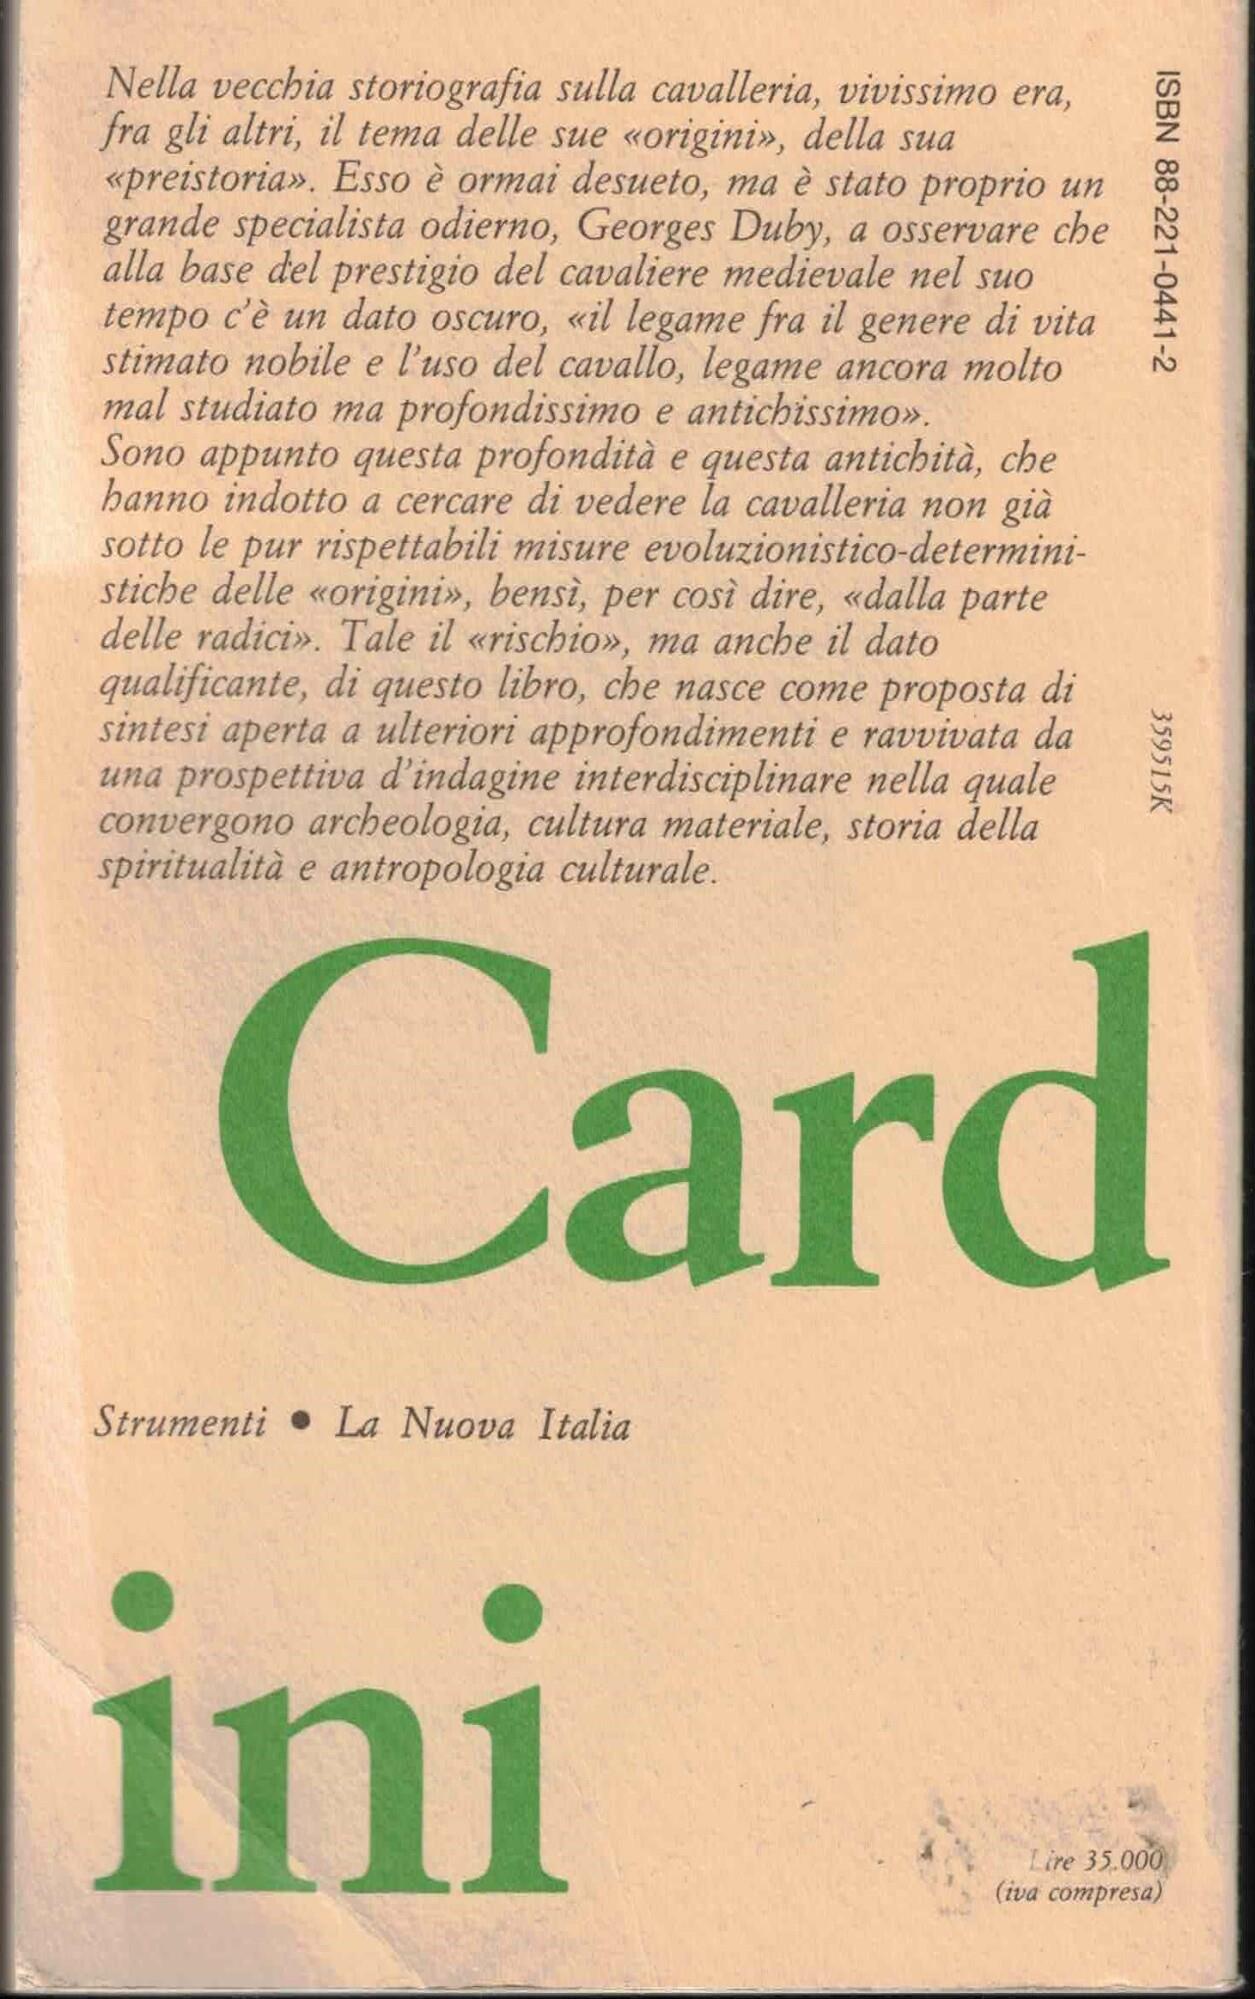 Nella vecchia storiografia sulla cavalleria, vivissimo era,
fra gli altri, il tema delle sue «origini», della sua
«preistoria». Esso è ormai desueto, ma è stato proprio un
grande specialista odierno, Georges Duby, a osservare che
alla base del prestigio del cavaliere medievale nel suo
tempo c'è un dato oscuro, «il legame fra il genere di vita
stimato nobile e l'uso del cavallo, legame ancora molto
mal studiato ma profondissimo e antichissimo».
Sono appunto questa profondità e questa antichità, che
hanno indotto a cercare di vedere la cavalleria non già
sotto le pur rispettabili misure evoluzionistico-determini-
stiche delle «origini», bensì, per così dire, «dalla parte
delle radici». Tale il «rischio», ma anche il dato
qualificante, di questo libro, che nasce come proposta di
sintesi aperta a ulteriori approfondimenti e ravvivata da
una prospettiva d'indagine interdisciplinare nella quale
convergono archeologia, cultura materiale, storia della
spiritualità e antropologia culturale.
ISBN 88-221-0441-2
359515K
Card
Strumenti • La Nuova Italia
ini
Lire 35.000
(iva compresa)